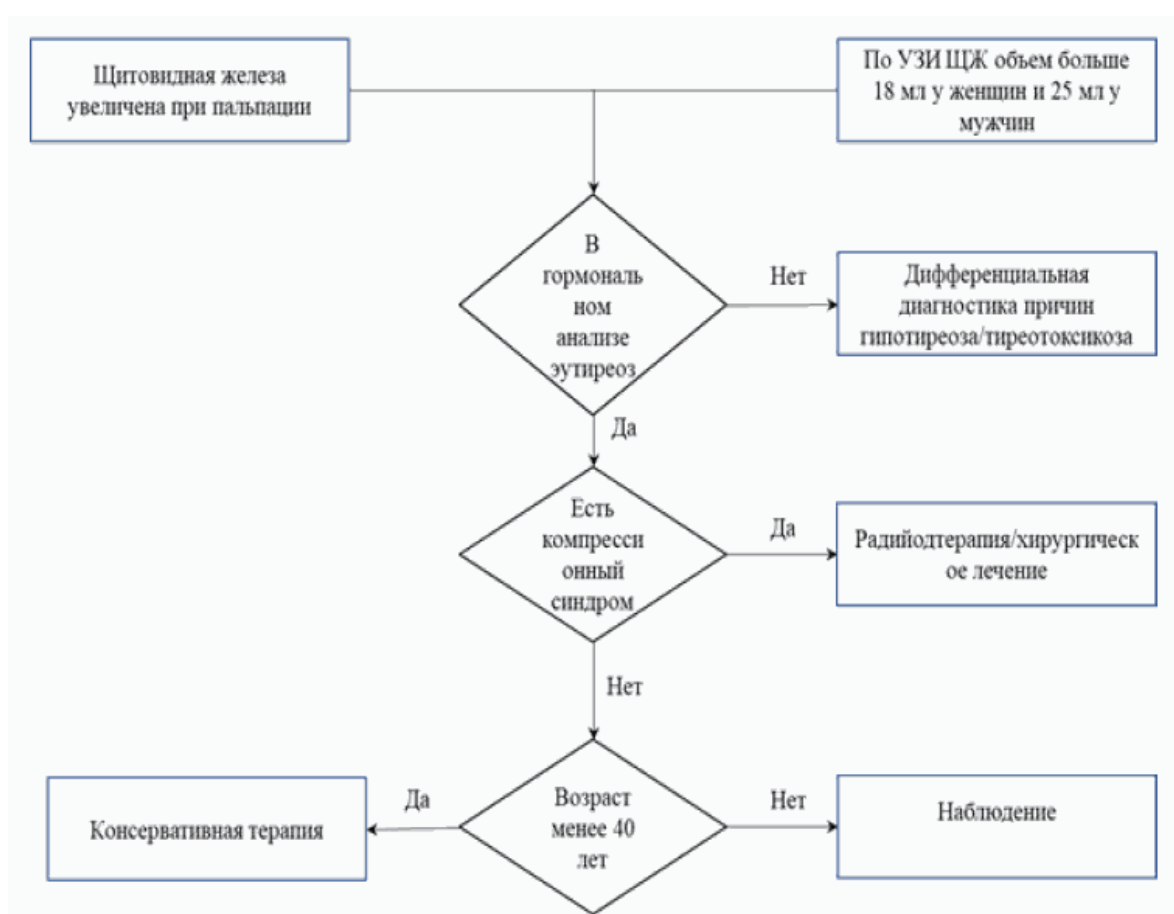 Щитовидная железа
увеличена при пальпации
По УЗИ ЩЖ объем больше
18 мл у женщин и 25 мл у
мужчин
В
гормональ
ном
анализе
эутиреоз
Нет
Дифференциальная
диагностика причин
гипотиреоза/тиреотоксикоза
Да
Есть
компресси
онный
синдром
Да
Радийодтерапия/хирургическ
ое лечение
Нет
Возраст
менее 40
лет
Да
Консервативная терапия
Нет
Наблюдение